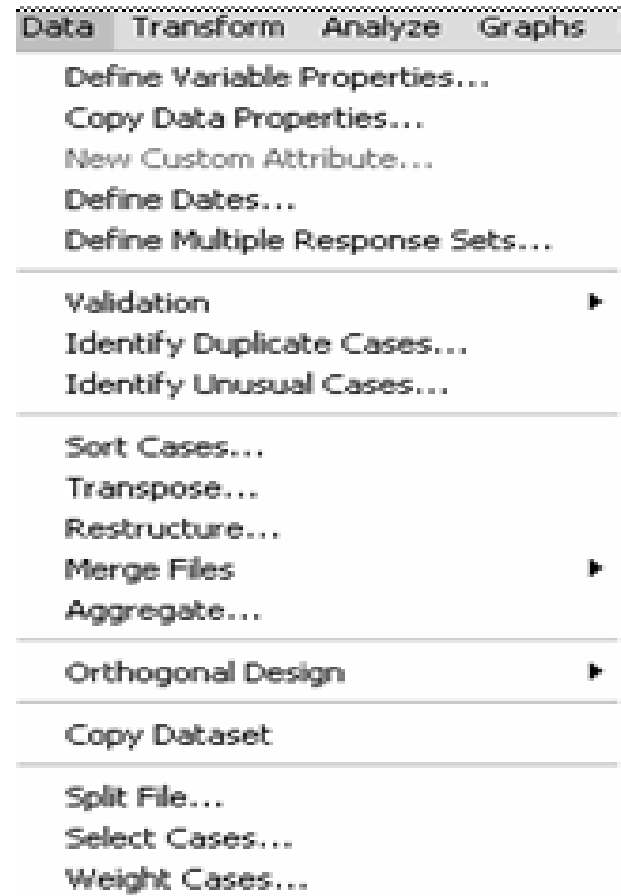 Data Transform Analyze Graphs
Define Variable Properties...
Copy Data Properties...
New Custom Attribute...
Define Dates...
Define Multiple Response Sets...
Validation
Identify Duplicate Cases...
Identify Unusual Cases...
Sort Cases...
Transpose...
Restructure...
Merge Files
Aggregate...
Orthogonal Design
Copy Dataset
Split File...
Select Cases...
Weight Cases...